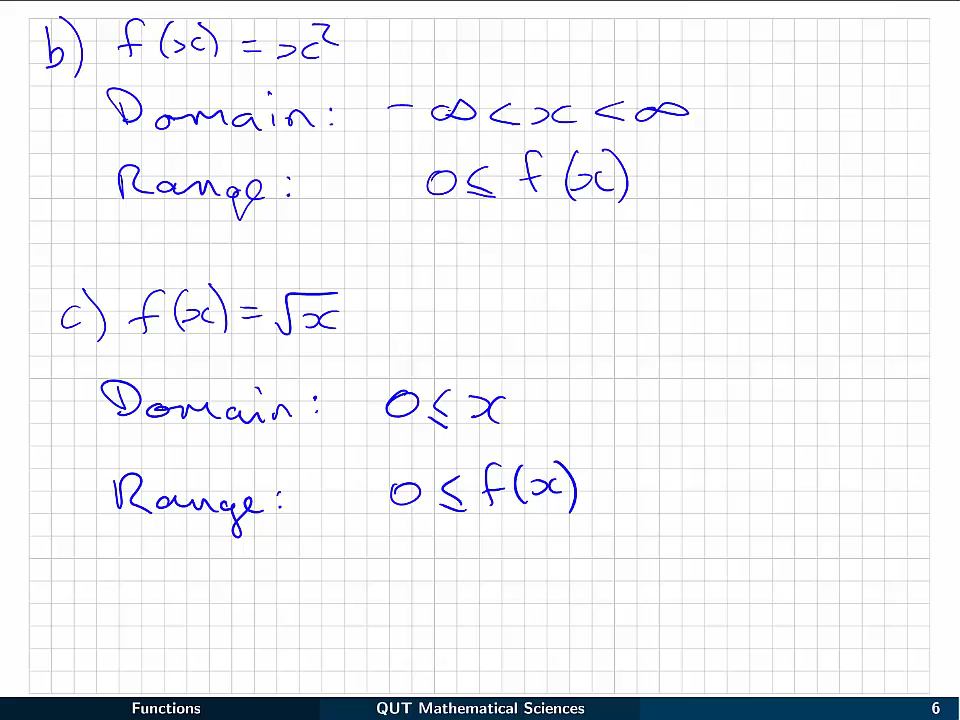 b) f(x) = x²
Domain: -∞ < x < ∞
Range: 0 ≤ f(x)
c) f(x) = √x
Domain: 0 ≤ x
Range: 0 ≤ f(x)
Functions QUT Mathematical Sciences 6